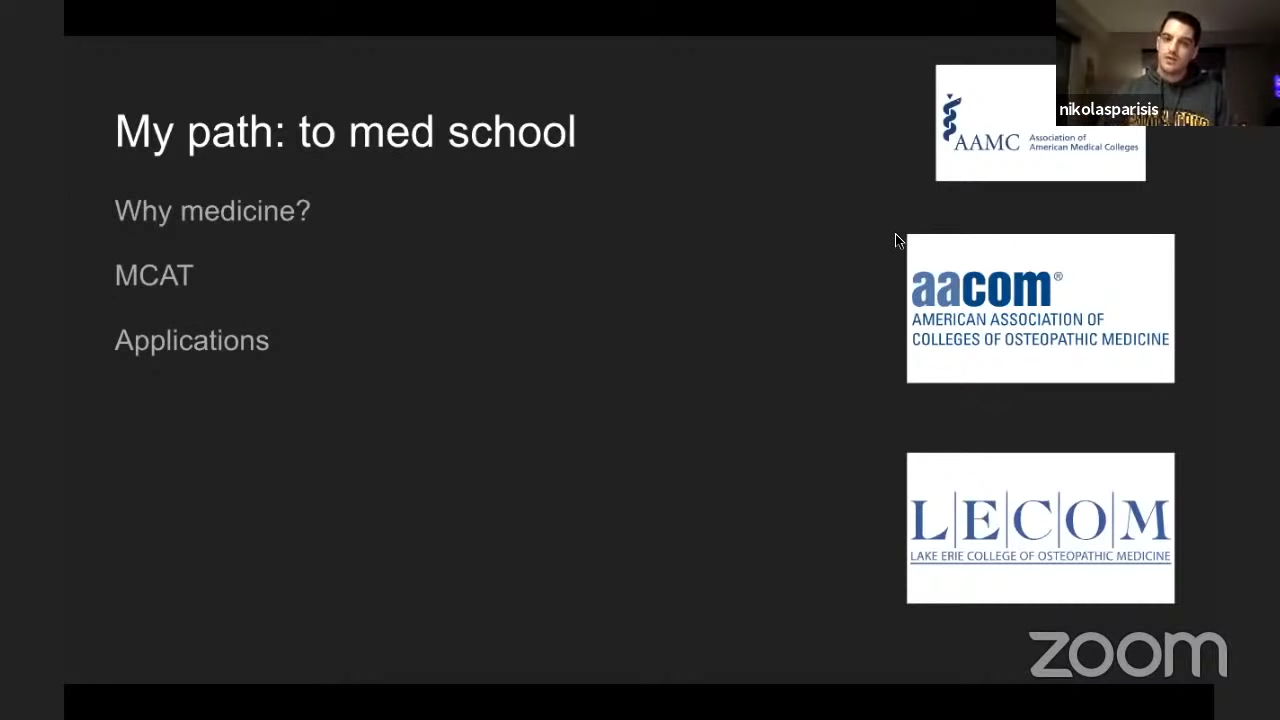 My path: to med school
Why medicine?
MCAT
Applications
nikolasparisis
AAMC
Association of
American Medical Colleges
aacom®
AMERICAN ASSOCIATION OF
COLLEGES OF OSTEOPATHIC MEDICINE
L|E|C|O|M
LAKE ERIE COLLEGE OF OSTEOPATHIC MEDICINE
zoom